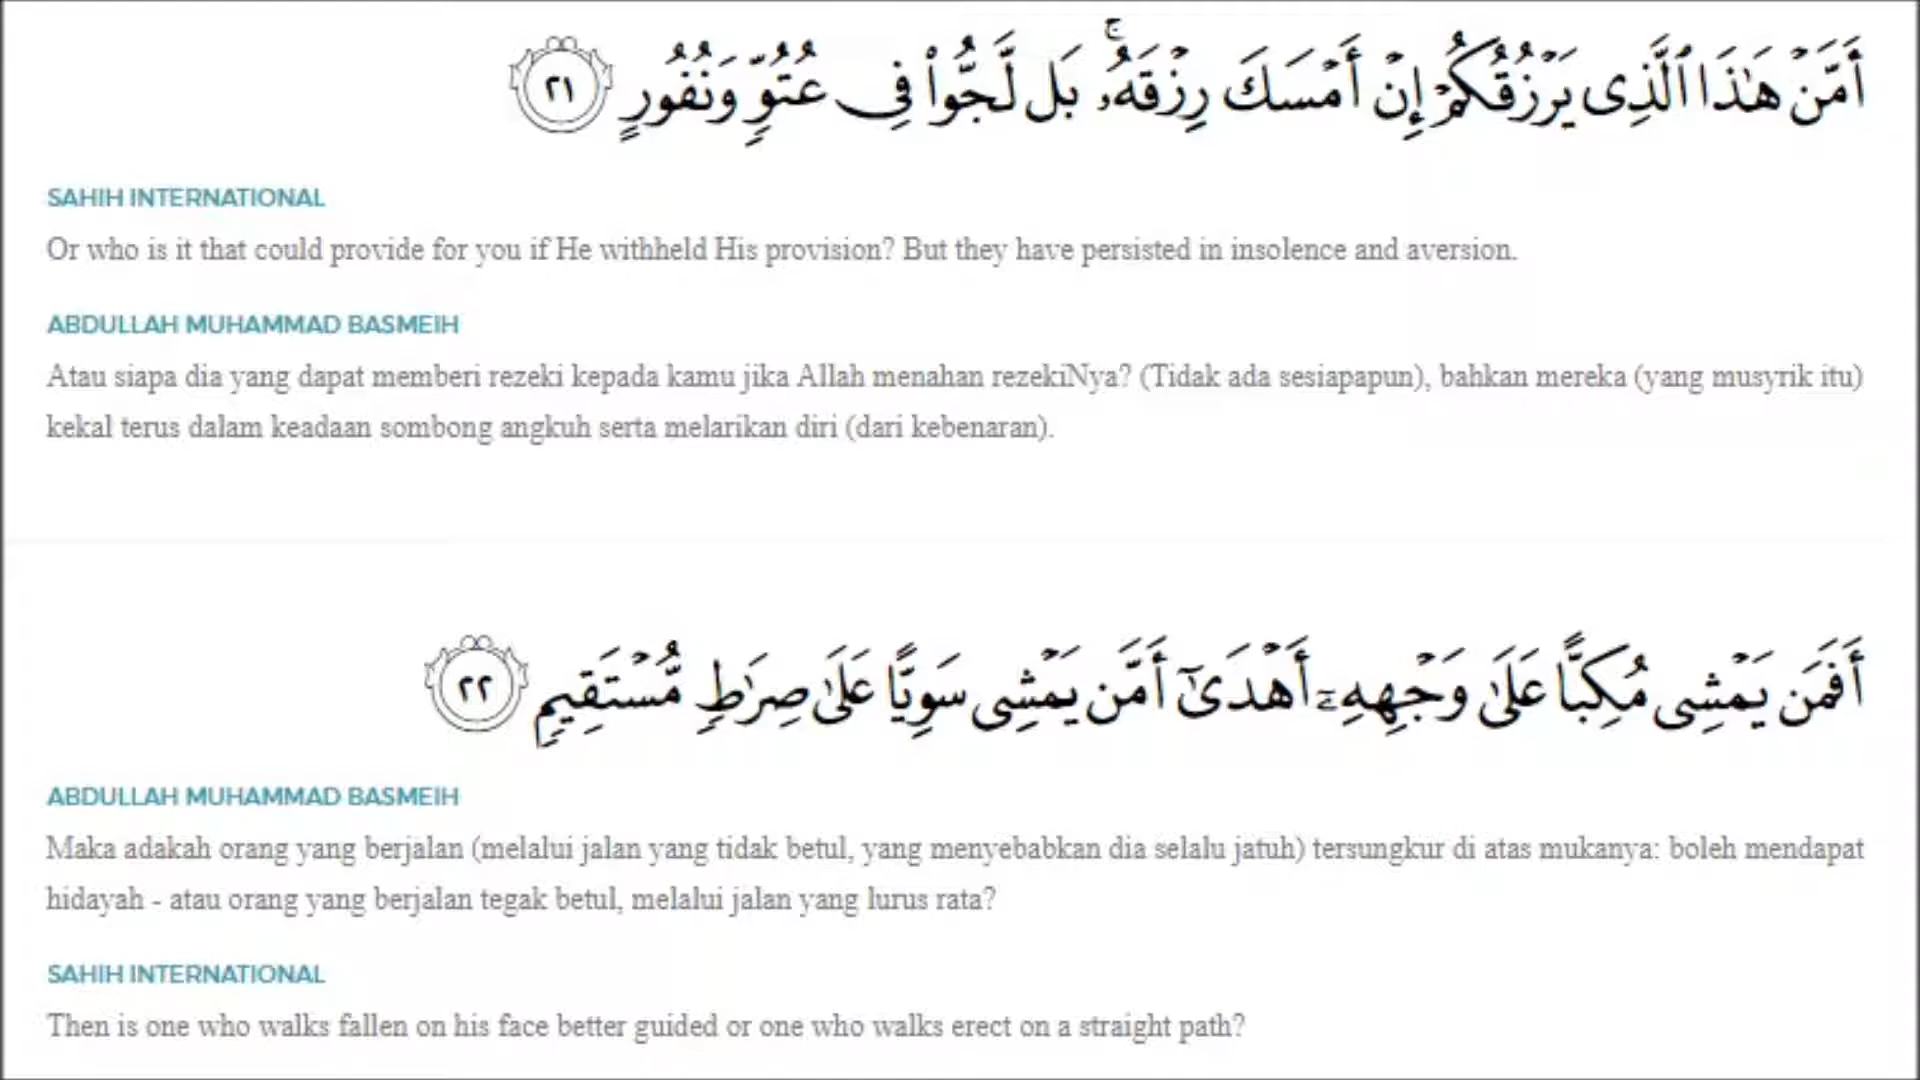 أَمَّنۡ هَٰذَا ٱلَّذِي يَرۡزُقُكُمۡ إِنۡ أَمۡسَكَ رِزۡقَهُۥۚ بَل لَّجُّواْ فِي عُتُوّٖ وَنُفُورٍ ٢١
SAHIH INTERNATIONAL
Or who is it that could provide for you if He withheld His provision? But they have persisted in insolence and aversion.
ABDULLAH MUHAMMAD BASMEIH
Atau siapa dia yang dapat memberi rezeki kepada kamu jika Allah menahan rezekiNya? (Tidak ada sesiapapun), bahkan mereka (yang musyrik itu)
kekal terus dalam keadaan sombong angkuh serta melarikan diri (dari kebenaran).
أَفَمَن يَمۡشِي مُكِبًّا عَلَىٰ وَجۡهِهِۦٓ أَهۡدَىٰٓ أَمَّن يَمۡشِي سَوِيًّا عَلَىٰ صِرَٰطٖ مُّسۡتَقِيمٖ ٢٢
ABDULLAH MUHAMMAD BASMEIH
Maka adakah orang yang berjalan (melalui jalan yang tidak betul, yang menyebabkan dia selalu jatuh) tersungkur di atas mukanya: boleh mendapat
hidayah - atau orang yang berjalan tegak betul, melalui jalan yang lurus rata?
SAHIH INTERNATIONAL
Then is one who walks fallen on his face better guided or one who walks erect on a straight path?